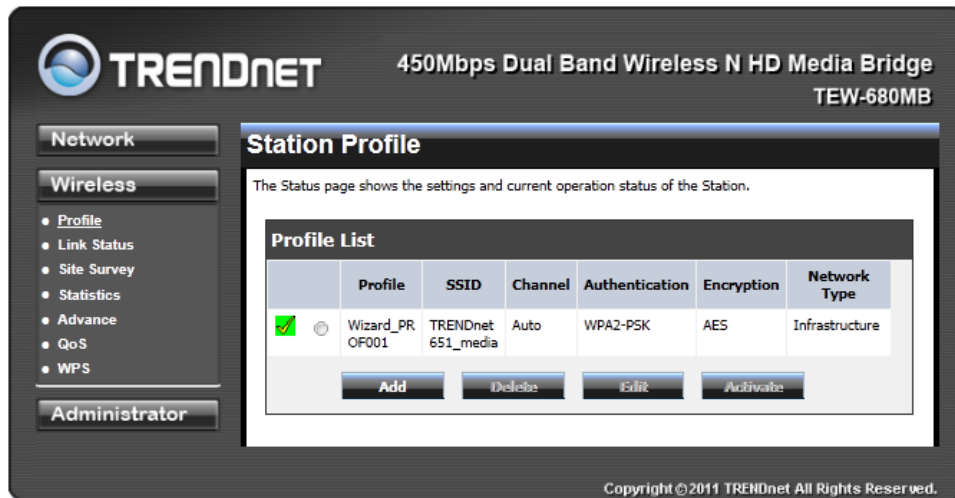 TRENDnet
450Mbps Dual Band Wireless N HD Media Bridge
TEW-680MB
Network
Wireless
Profile
Link Status
Site Survey
Statistics
Advance
QoS
WPS
Administrator
Station Profile
The Status page shows the settings and current operation status of the Station.
Profile List
Profile SSID Channel Authentication Encryption Network Type
Wizard_PR TRENDnet Auto WPA2-PSK AES Infrastructure
OF001 651_media
Add Delete Edit Activate
Copyright©2011 TRENDnet All Rights Reserved.